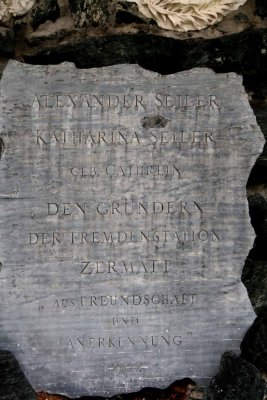 ALEXANDER SEILER
KATHARINA SEILER
GEB. CATHREIN
DEN GRÜNDERN
DER FREMDENSTATION
ZERMATT
„AUS FREUNDSCHAFT
UND
ANERKENNUNG"